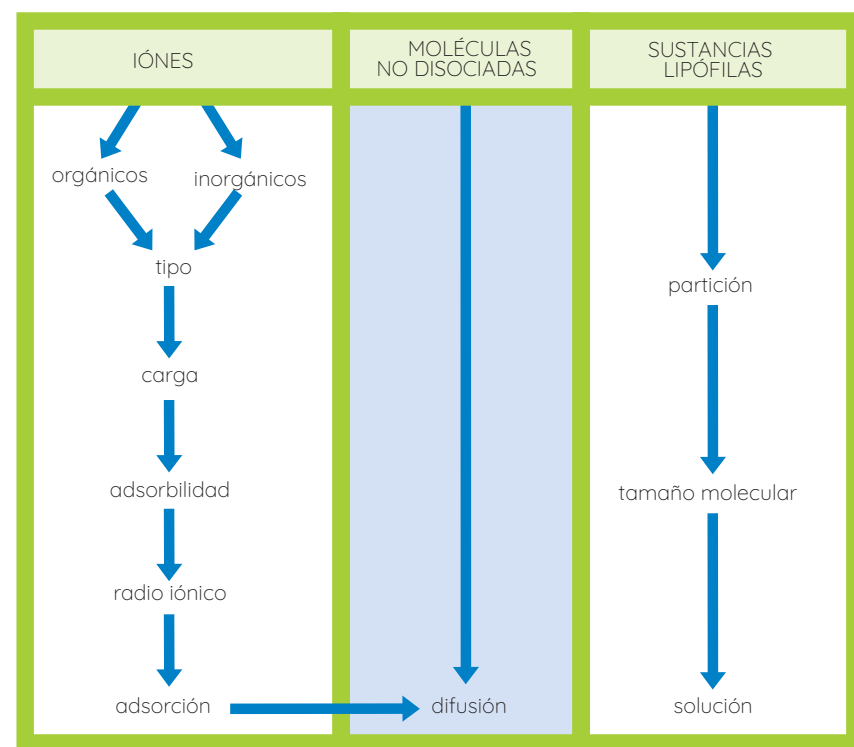 IÓNES
MOLÉCULAS
NO DISOCIADAS
SUSTANCIAS
LIPÓFILAS
orgánicos
inorgánicos
tipo
carga
adsorbilidad
radio iónico
adsorción
difusión
partición
tamaño molecular
solución